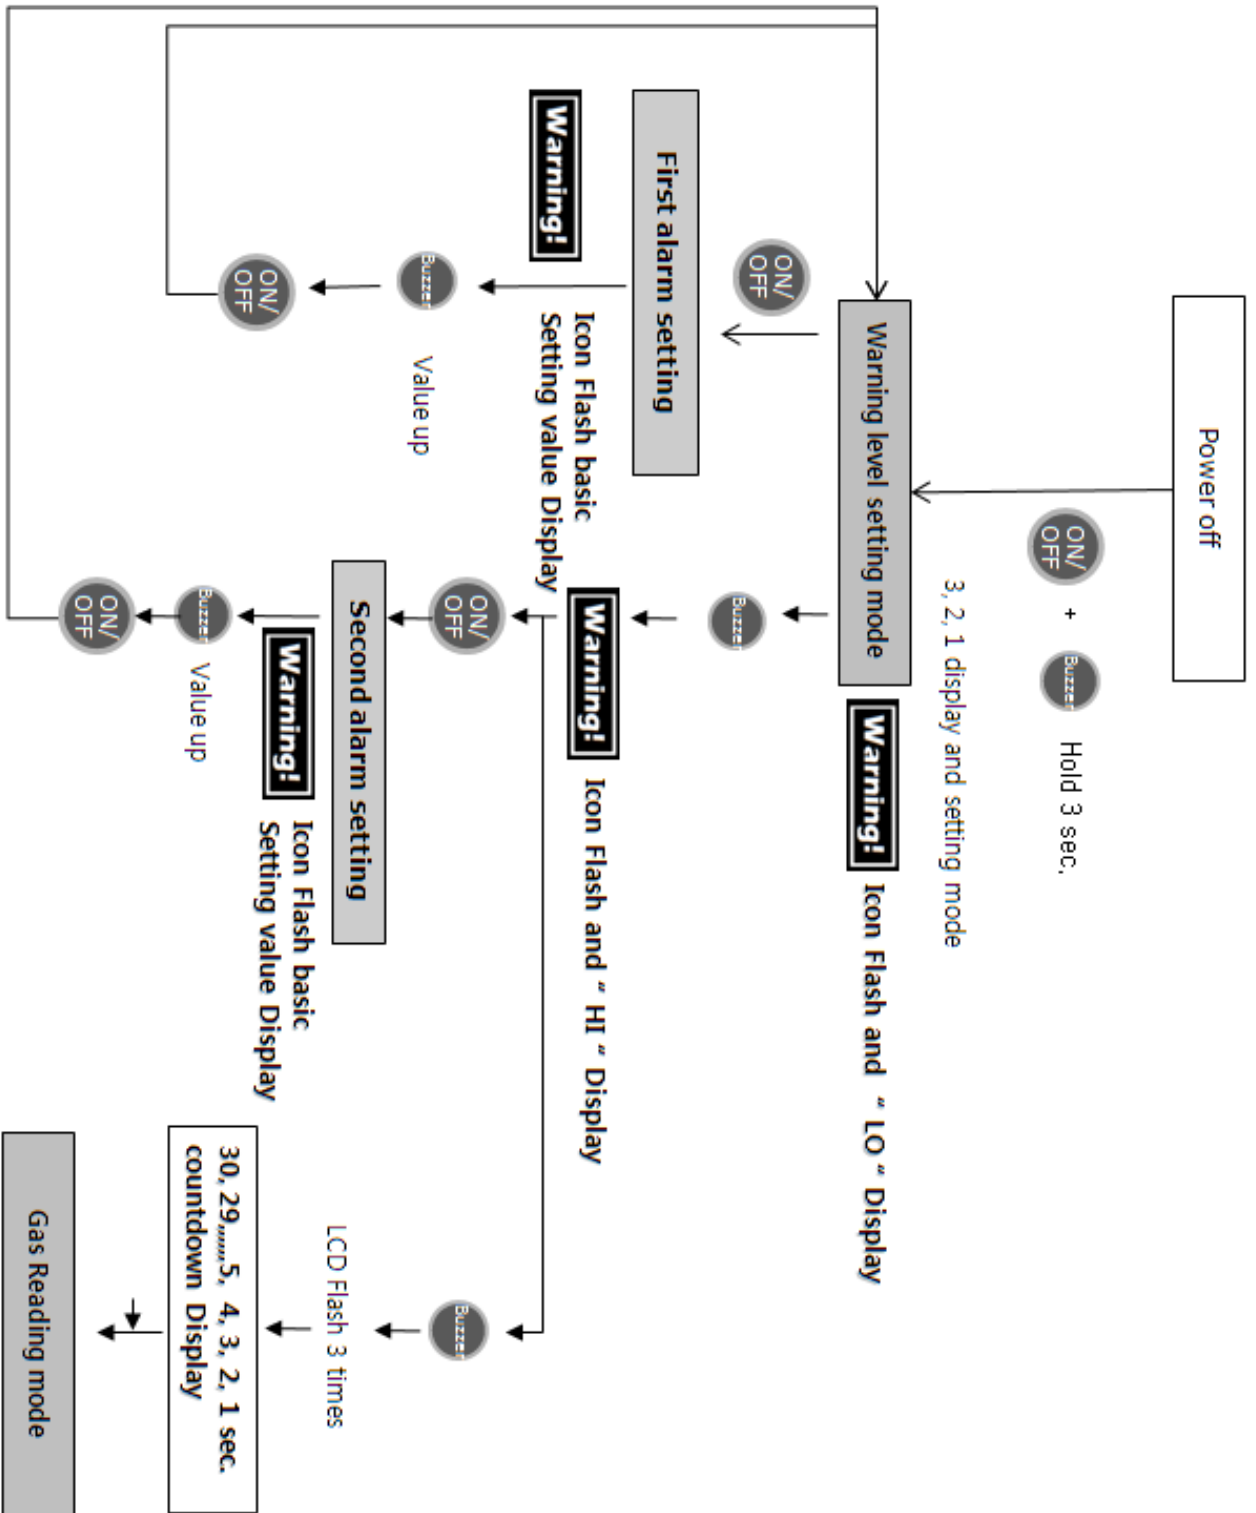 Power off
ON/
OFF
+
Buzzer
Hold 3 sec.
3, 2, 1 display and setting mode
Warning level setting mode
Warning!
Icon Flash and “ LO “ Display
ON/
OFF
Buzzer
First alarm setting
Warning!
Icon Flash and “ HI “ Display
Warning!
Icon Flash basic
Setting value Display
Buzzer
Value up
ON/
OFF
ON/
OFF
Buzzer
Second alarm setting
LCD Flash 3 times
Warning!
Icon Flash basic
Setting value Display
Buzzer
Value up
30, 29,,,,,,5, 4, 3, 2, 1 sec.
countdown Display
ON/
OFF
Gas Reading mode